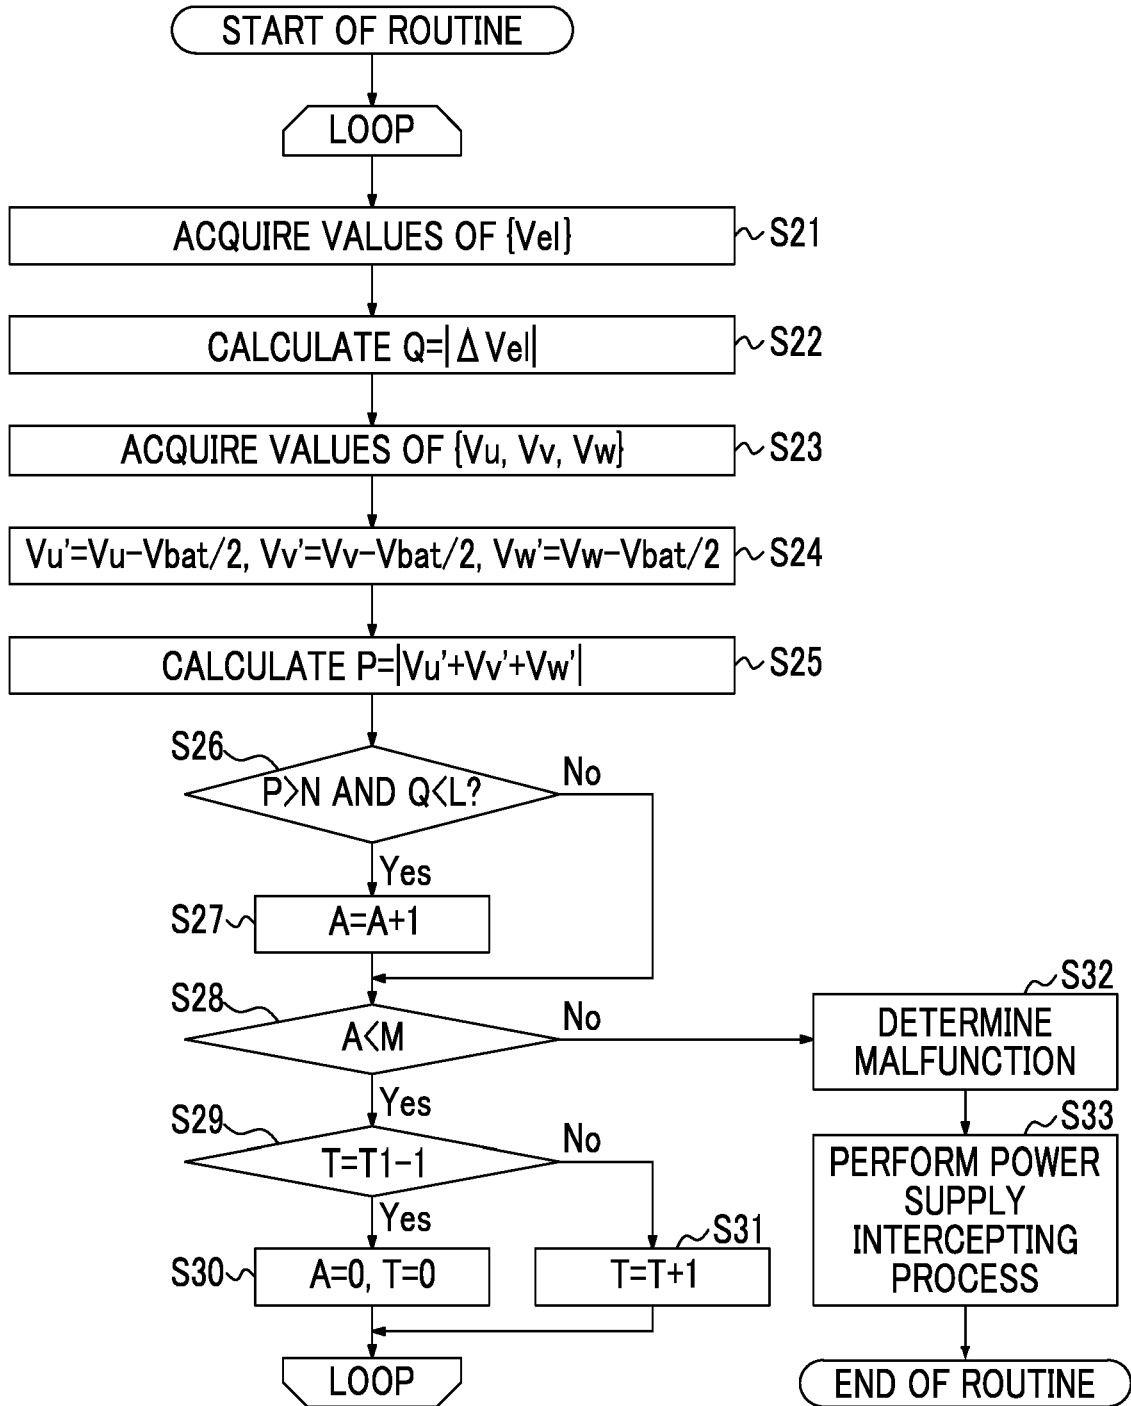 START OF ROUTINE
LOOP
ACQUIRE VALUES OF {Vel}
S21
CALCULATE Q=|Δ Vel|
S22
ACQUIRE VALUES OF {Vu, Vv, Vw}
S23
Vu'=Vu-Vbat/2, Vv'=Vv-Vbat/2, Vw'=Vw-Vbat/2
S24
CALCULATE P=|Vu'+Vv'+Vw'|
S25
S26
P>N AND Q<L?
No
Yes
S27
A=A+1
S28
A<M
No
Yes
S32
DETERMINE
MALFUNCTION
S29
T=T1-1
No
Yes
S33
PERFORM POWER
SUPPLY
INTERCEPTING
PROCESS
S30
A=0, T=0
S31
T=T+1
LOOP
END OF ROUTINE